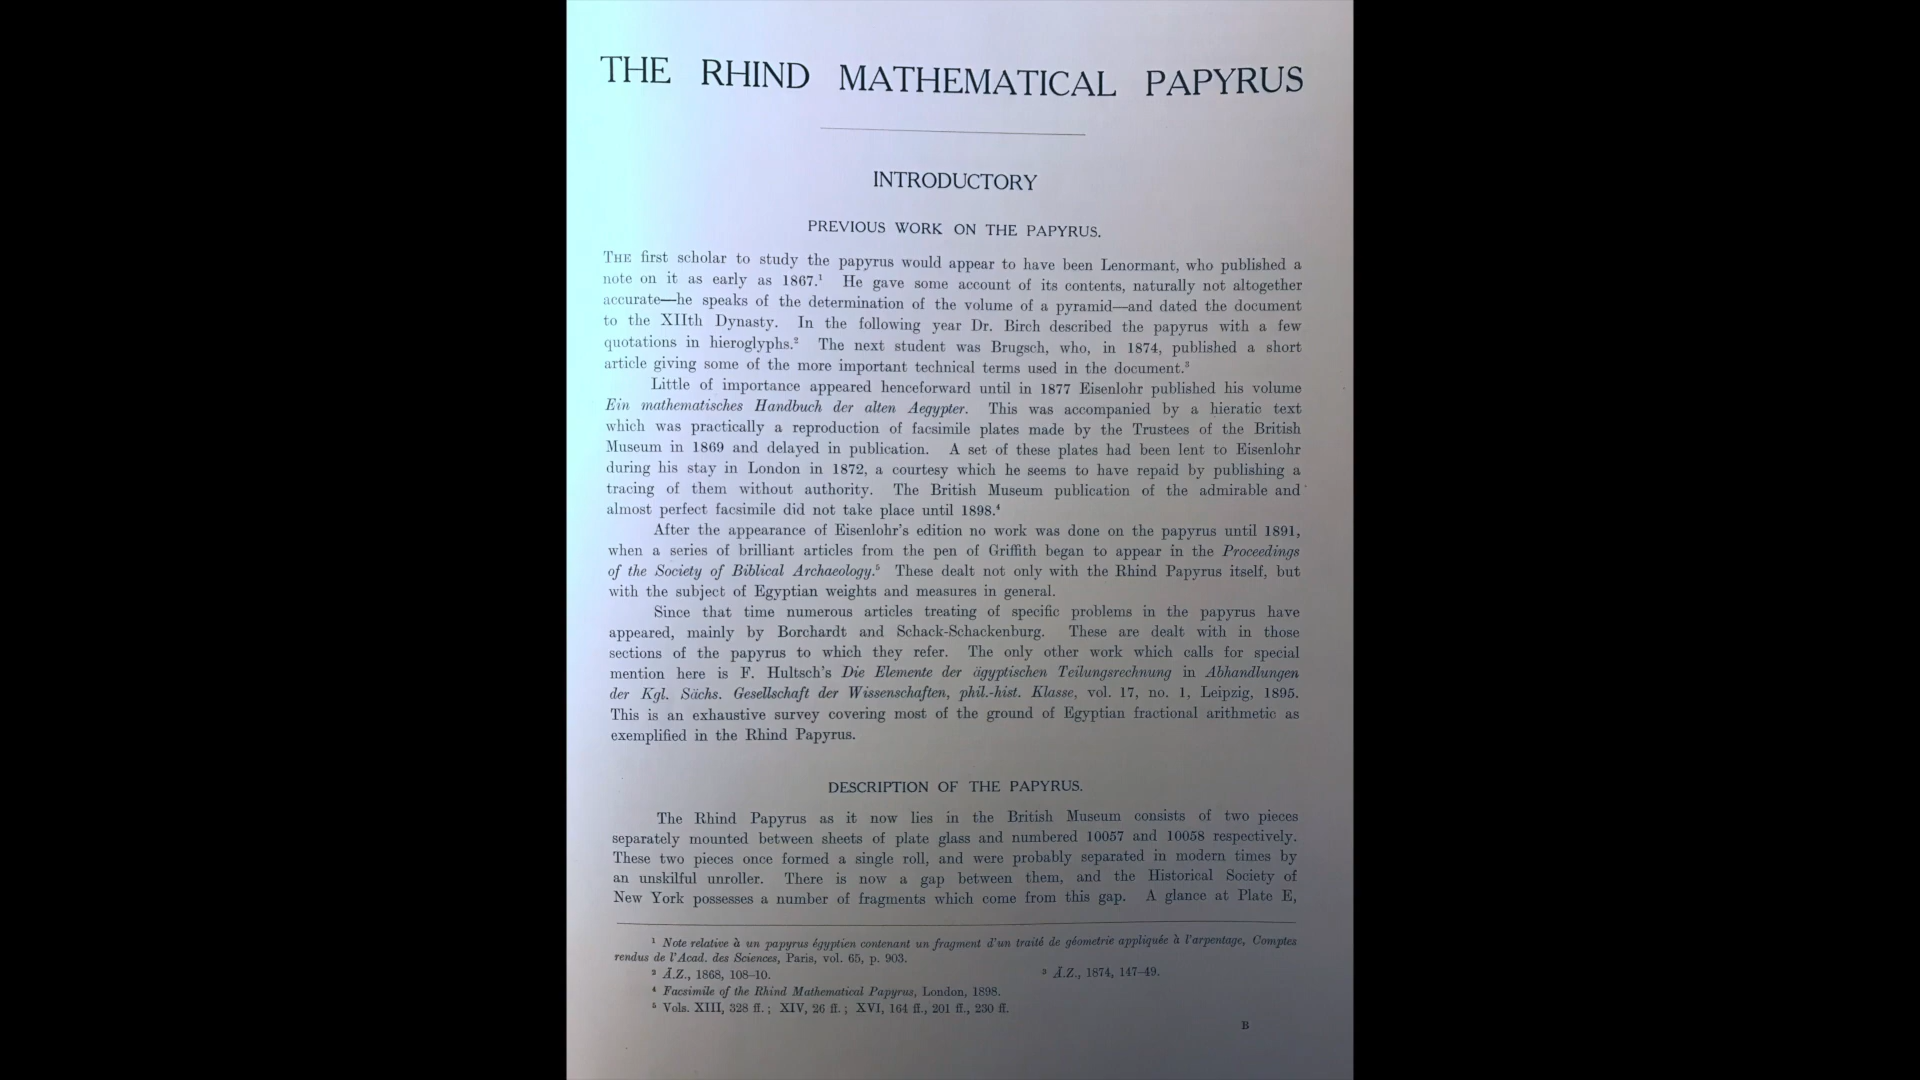 THE RHIND MATHEMATICAL PAPYRUS
INTRODUCTORY
PREVIOUS WORK ON THE PAPYRUS.
THE first scholar to study the papyrus would appear to have been Lenormant, who published a
note on it as early as 1867.¹ He gave some account of its contents, naturally not altogether
accurate—he speaks of the determination of the volume of a pyramid—and dated the document
to the XIIth Dynasty. In the following year Dr. Birch described the papyrus with a few
quotations in hieroglyphs.² The next student was Brugsch, who, in 1874, published a short
article giving some of the more important technical terms used in the document.³
Little of importance appeared henceforward until in 1877 Eisenlohr published his volume
Ein mathematisches Handbuch der alten Aegypter. This was accompanied by a hieratic text
which was practically a reproduction of facsimile plates made by the Trustees of the British
Museum in 1869 and delayed in publication. A set of these plates had been lent to Eisenlohr
during his stay in London in 1872, a courtesy which he seems to have repaid by publishing a
tracing of them without authority. The British Museum publication of the admirable and
almost perfect facsimile did not take place until 1898.⁴
After the appearance of Eisenlohr's edition no work was done on the papyrus until 1891,
when a series of brilliant articles from the pen of Griffith began to appear in the Proceedings
of the Society of Biblical Archaeology.⁵ These dealt not only with the Rhind Papyrus itself, but
with the subject of Egyptian weights and measures in general.
Since that time numerous articles treating of specific problems in the papyrus have
appeared, mainly by Borchardt and Schack-Schackenburg. These are dealt with in those
sections of the papyrus to which they refer. The only other work which calls for special
mention here is F. Hultsch's Die Elemente der ägyptischen Teilungsrechnung in Abhandlungen
der Kgl. Sächs. Gesellschaft der Wissenschaften, phil.-hist. Klasse, vol. 17, no. 1, Leipzig, 1895.
This is an exhaustive survey covering most of the ground of Egyptian fractional arithmetic as
exemplified in the Rhind Papyrus.
DESCRIPTION OF THE PAPYRUS.
The Rhind Papyrus as it now lies in the British Museum consists of two pieces
separately mounted between sheets of plate glass and numbered 10057 and 10058 respectively.
These two pieces once formed a single roll, and were probably separated in modern times by
an unskilful unroller. There is now a gap between them, and the Historical Society of
New York possesses a number of fragments which come from this gap. A glance at Plate E,
¹ Note relative à un papyrus égyptien contenant un fragment d'un traité de géometrie appliquée à l'arpentage, Comptes
rendus de l'Acad. des Sciences, Paris, vol. 65, p. 903.
² Ä.Z., 1868, 108–10. ³ Ä.Z., 1874, 147–49.
⁴ Facsimile of the Rhind Mathematical Papyrus, London, 1898.
⁵ Vols. XIII, 328 ff.; XIV, 26 ff.; XVI, 164 ff., 201 ff., 230 ff.
B